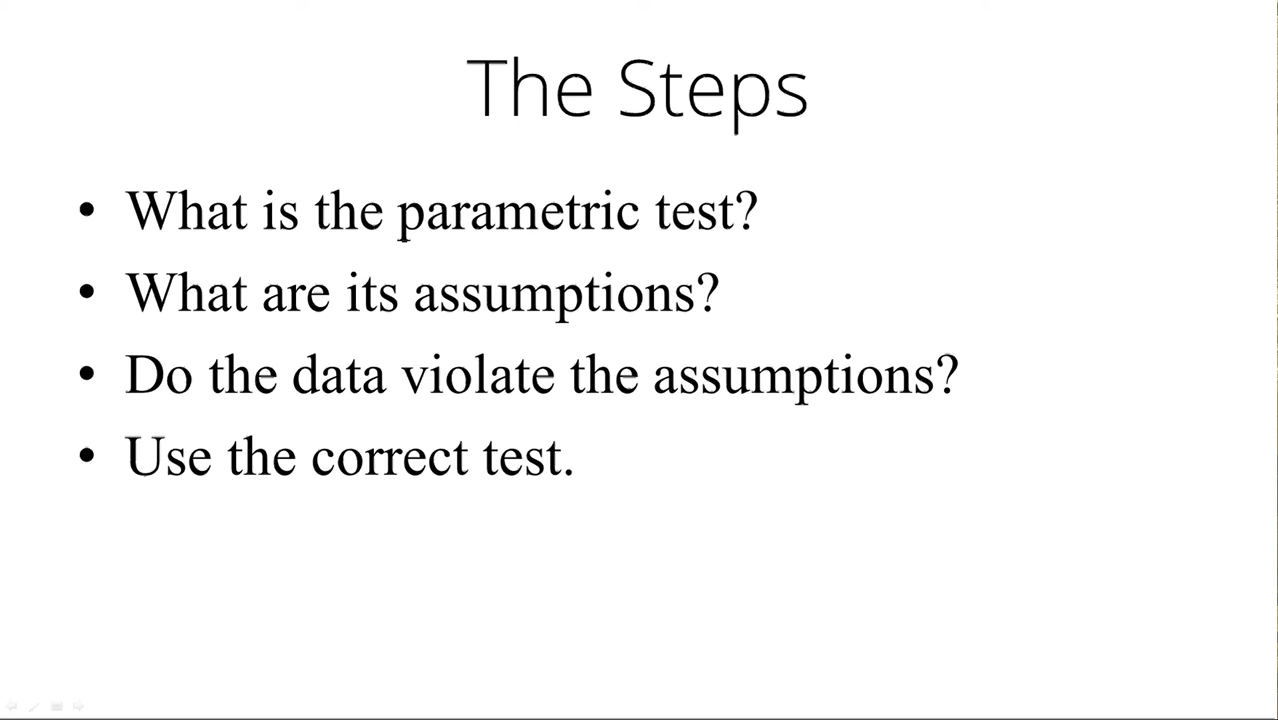 The Steps
• What is the parametric test?
• What are its assumptions?
• Do the data violate the assumptions?
• Use the correct test.